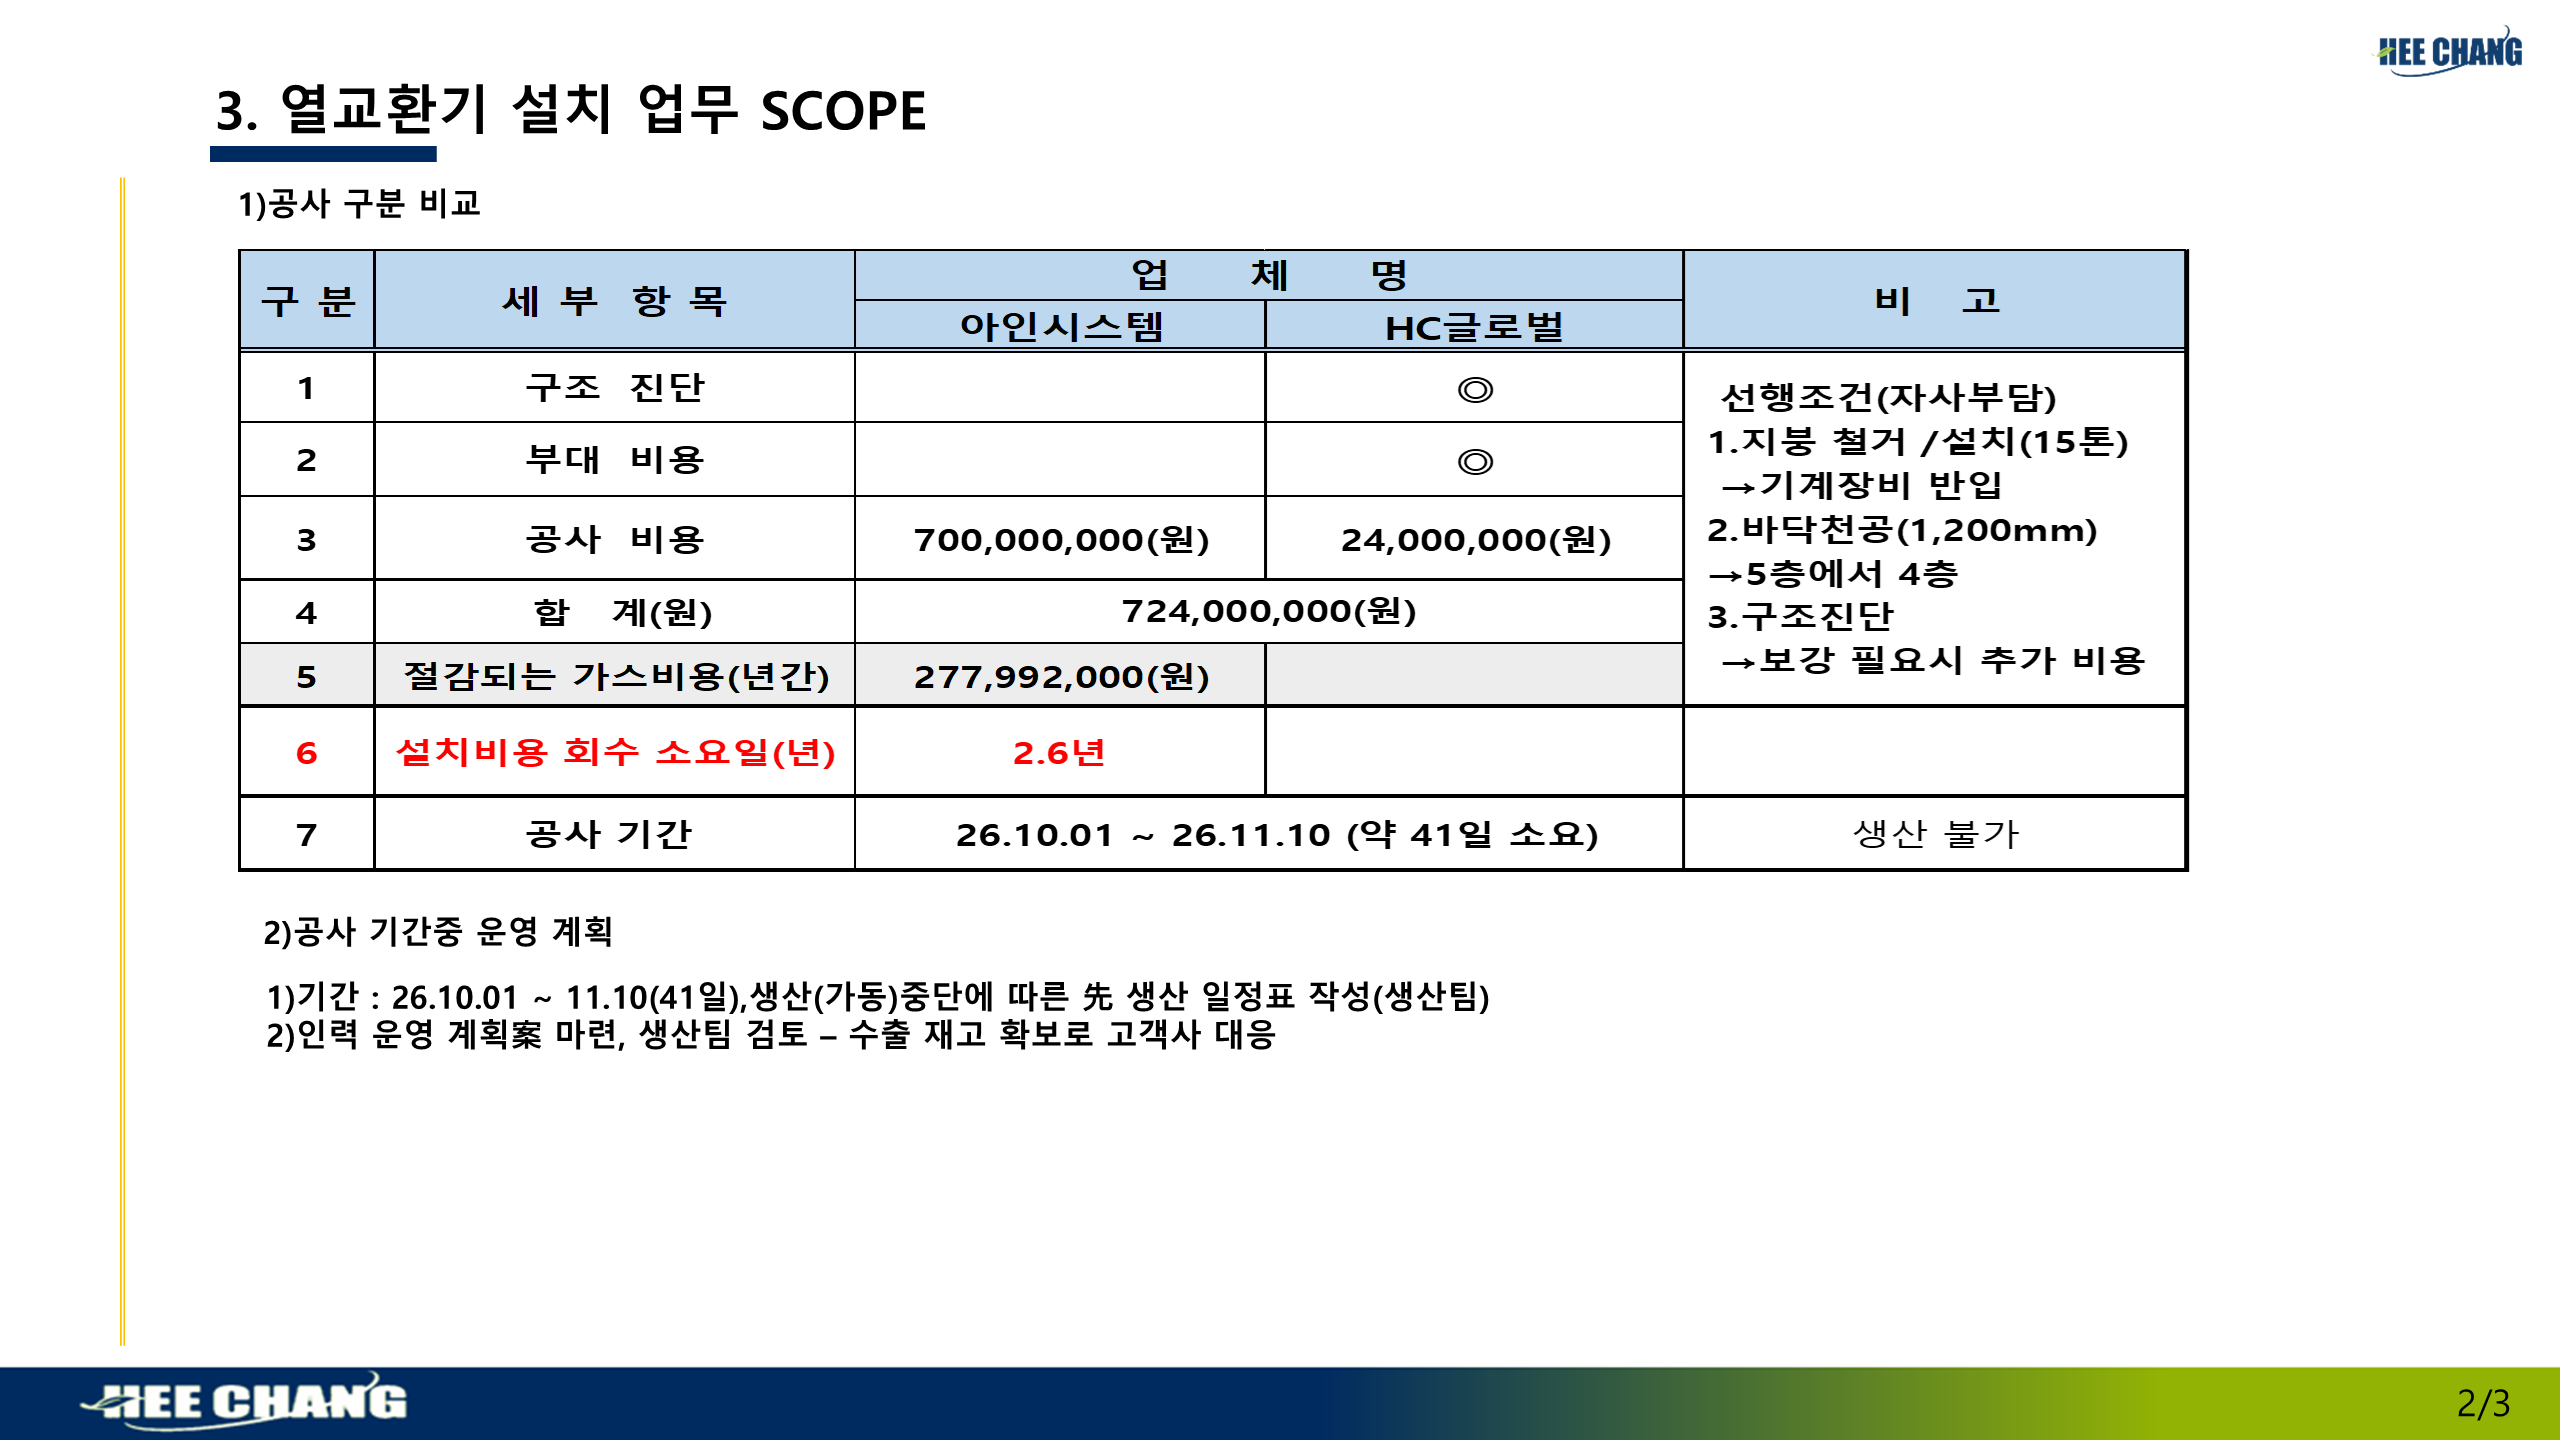 HEE CHANG
3. 열교환기 설치 업무 SCOPE
1)공사 구분 비교
구 분
세 부 항 목
업 체 명
비 고
아인시스템
HC글로벌
1
구조 진단
◎
2
부대 비용
◎
3
공사 비용
700,000,000(원)
24,000,000(원)
4
합 계(원)
724,000,000(원)
5
절감되는 가스비용(년간)
277,992,000(원)
선행조건(자사부담)
1.지붕 철거 /설치(15톤)
→기계장비 반입
2.바닥천공(1,200mm)
→5층에서 4층
3.구조진단
→보강 필요시 추가 비용
6
설치비용 회수 소요일(년)
2.6년
7
공사 기간
26.10.01 ~ 26.11.10 (약 41일 소요)
생산 불가
2)공사 기간중 운영 계획
1)기간 : 26.10.01 ~ 11.10(41일),생산(가동)중단에 따른 先 생산 일정표 작성(생산팀)
2)인력 운영 계획案 마련, 생산팀 검토 – 수출 재고 확보로 고객사 대응
HEE CHANG
2/3